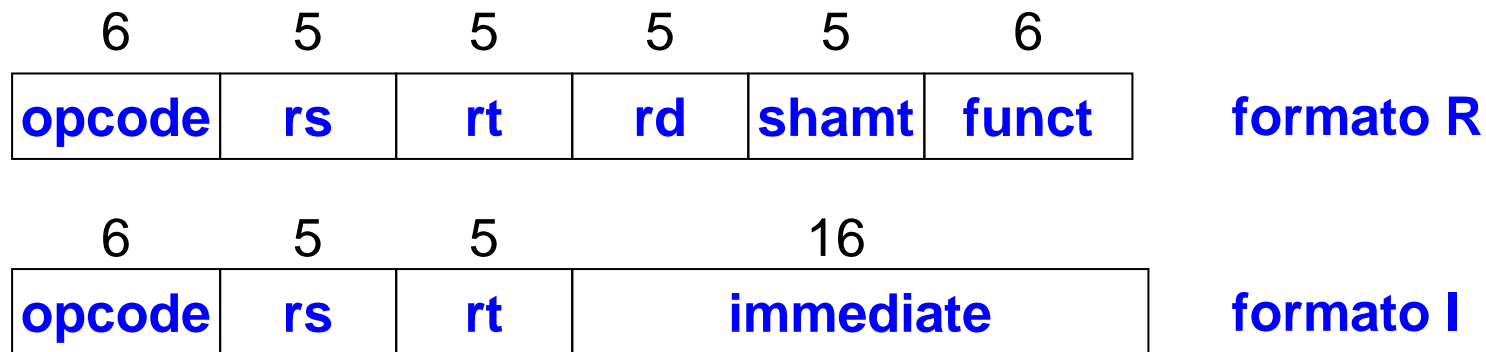 6 5 5 5 5 6
opcode rs rt rd shamt funct formato R
6 5 5 16
opcode rs rt immediate formato I